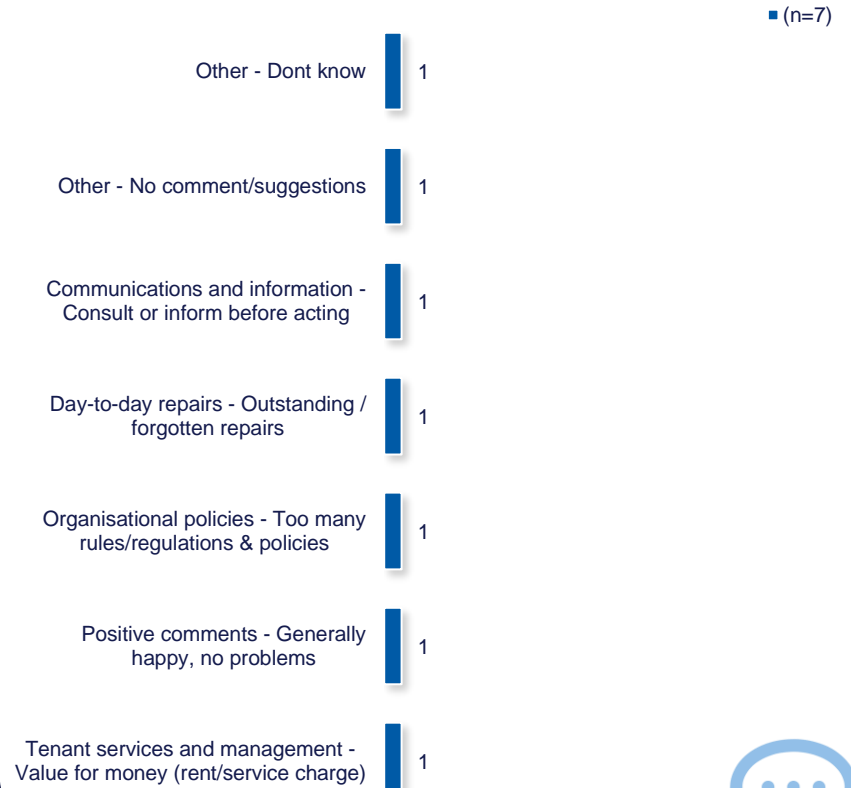 (n=7)
Other - Dont know
1
Other - No comment/suggestions
1
Communications and information -
Consult or inform before acting
1
Day-to-day repairs - Outstanding /
forgotten repairs
1
Organisational policies - Too many
rules/regulations & policies
1
Positive comments - Generally
happy, no problems
1
Tenant services and management -
Value for money (rent/service charge)
1